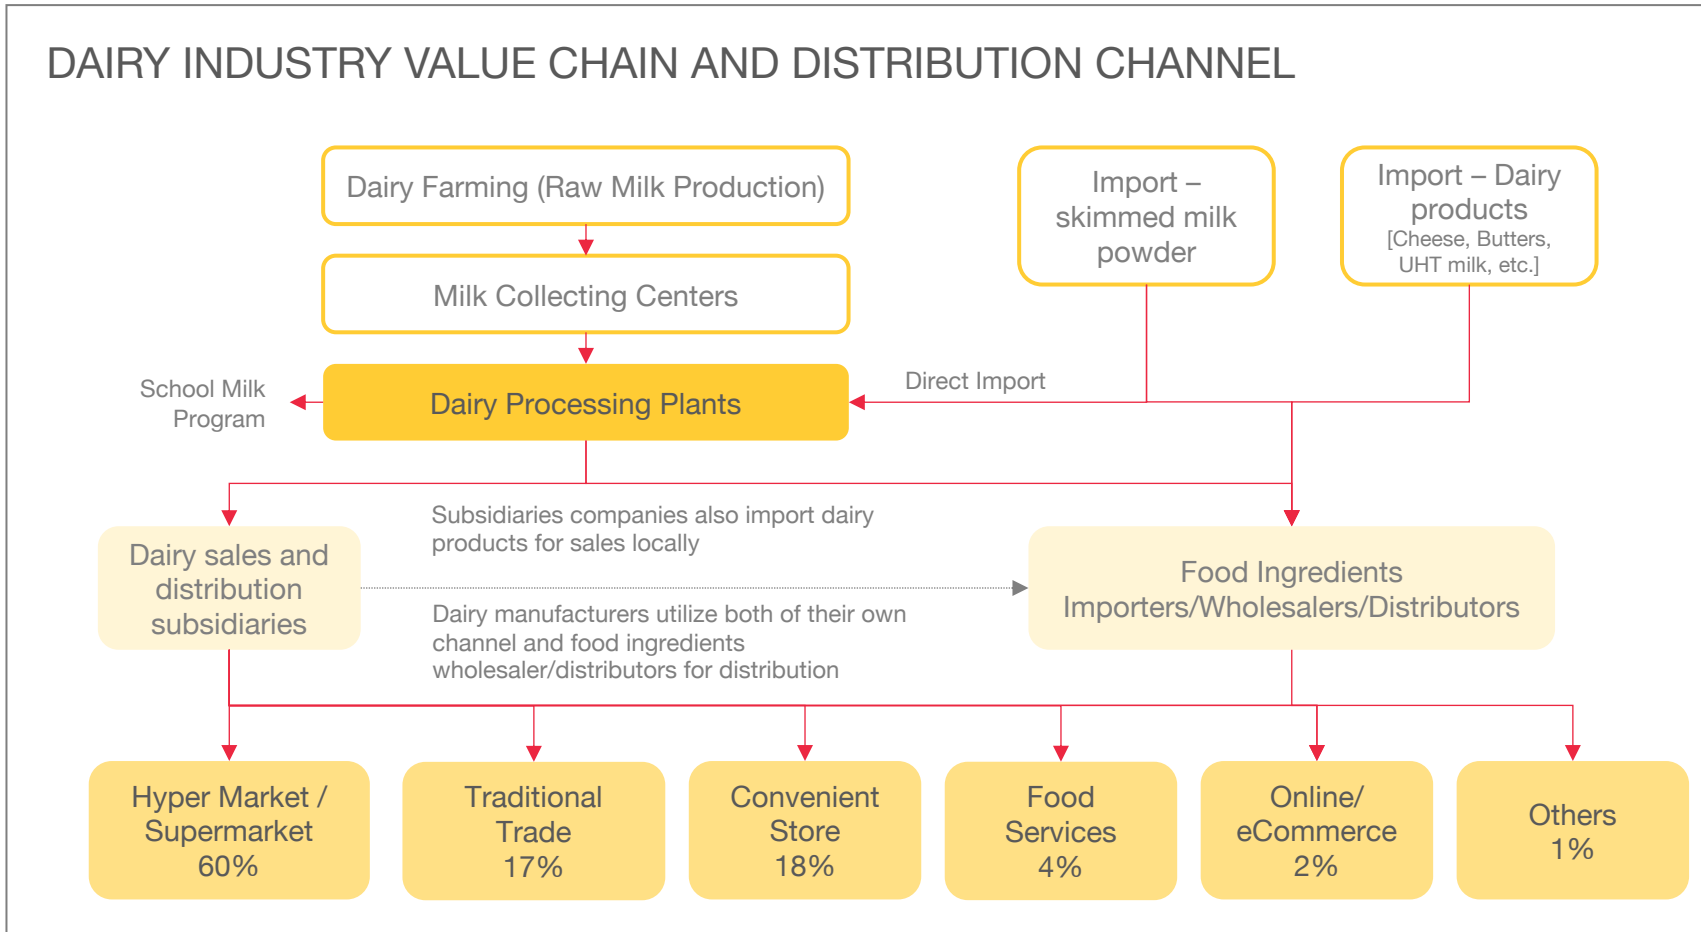 DAIRY INDUSTRY VALUE CHAIN AND DISTRIBUTION CHANNEL
Dairy Farming (Raw Milk Production)
Import –
skimmed milk
powder
Import – Dairy
products
[Cheese, Butters,
UHT milk, etc.]
Milk Collecting Centers
School Milk
Program
Dairy Processing Plants
Direct Import
Subsidiaries companies also import dairy
products for sales locally
Dairy sales and
distribution
subsidiaries
Food Ingredients
Importers/Wholesalers/Distributors
Dairy manufacturers utilize both of their own
channel and food ingredients
wholesaler/distributors for distribution
Hyper Market /
Supermarket
60%
Traditional
Trade
17%
Convenient
Store
18%
Food
Services
4%
Online/
eCommerce
2%
Others
1%